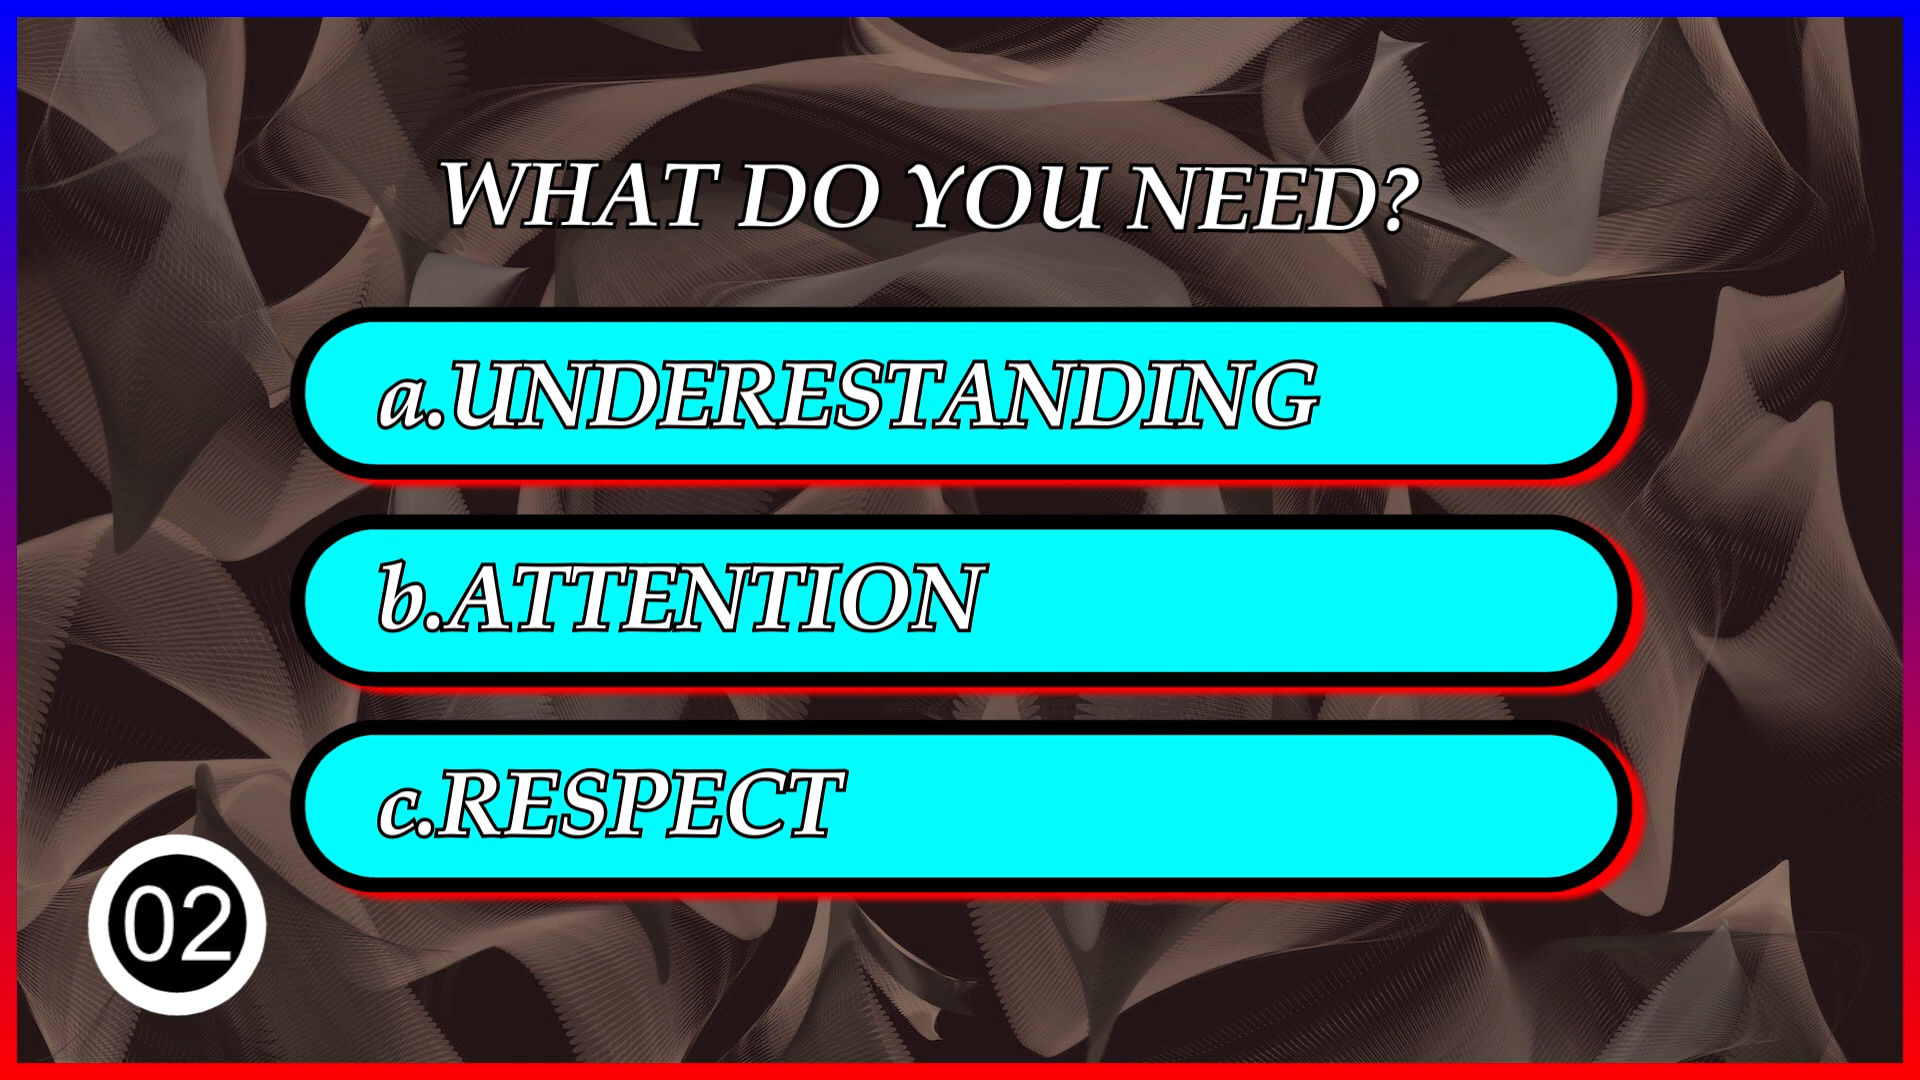 WHAT DO YOU NEED?
a.UNDERESTANDING
b.ATTENTION
c.RESPECT
02